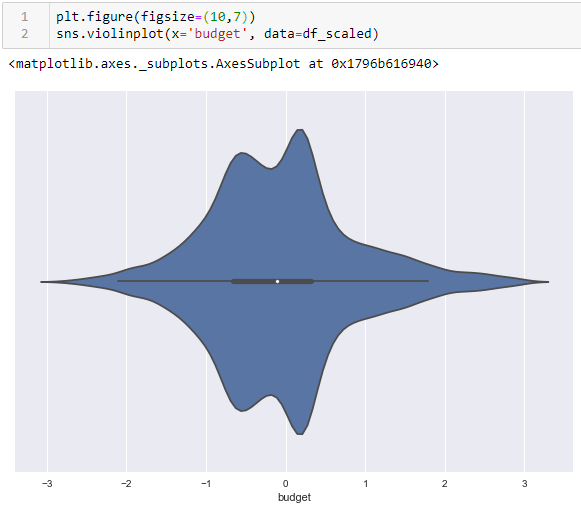 1 plt.figure(figsize=(10,7))
2 sns.violinplot(x='budget', data=df_scaled)
<matplotlib.axes._subplots.AxesSubplot at 0x1796b616940>
−3 −2 −1 0 1 2 3
budget